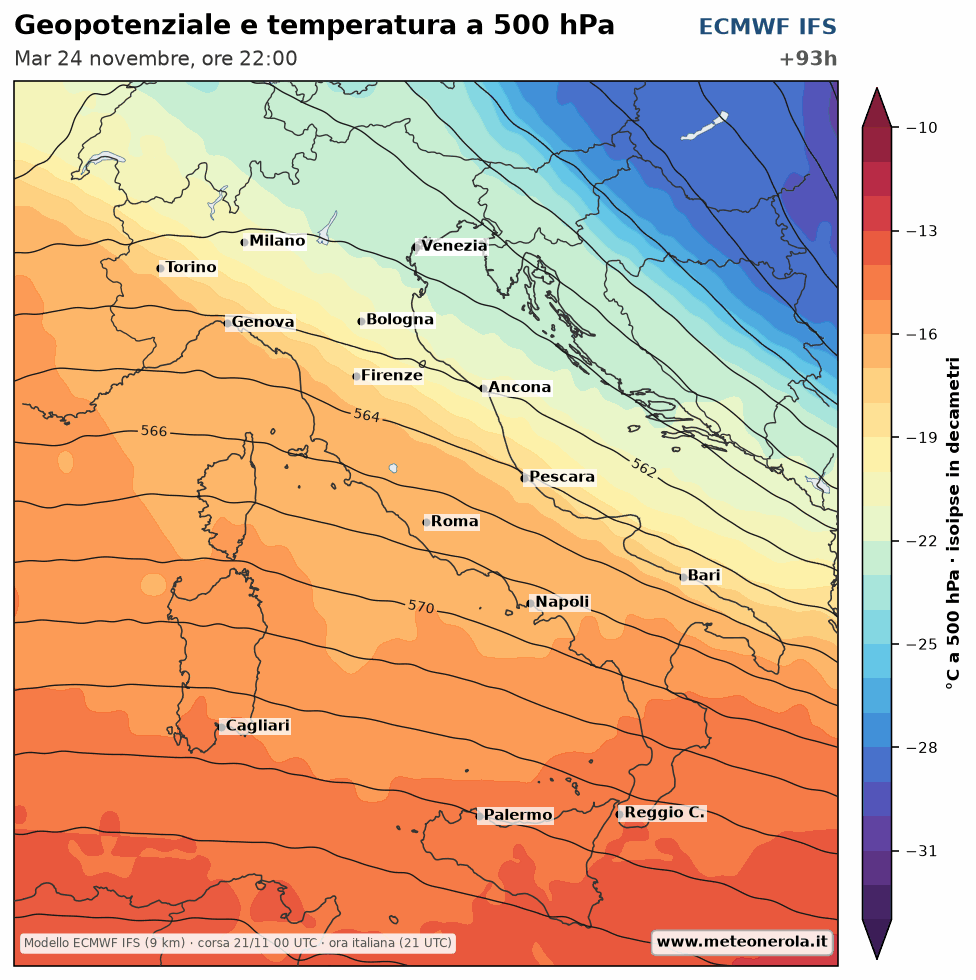 Geopotenziale e temperatura a 500 hPa
ECMWF IFS
Mar 24 novembre, ore 22:00
+93h
Milano
Venezia
Torino
Genova
Bologna
Firenze
Ancona
564
566
562
Pescara
Roma
Bari
Napoli
570
Cagliari
Palermo
Reggio C.
Modello ECMWF IFS (9 km) · corsa 21/11 00 UTC · ora italiana (21 UTC)
www.meteonerola.it
−10
−13
−16
−19
−22
−25
−28
−31
°C a 500 hPa · isoipse in decametri